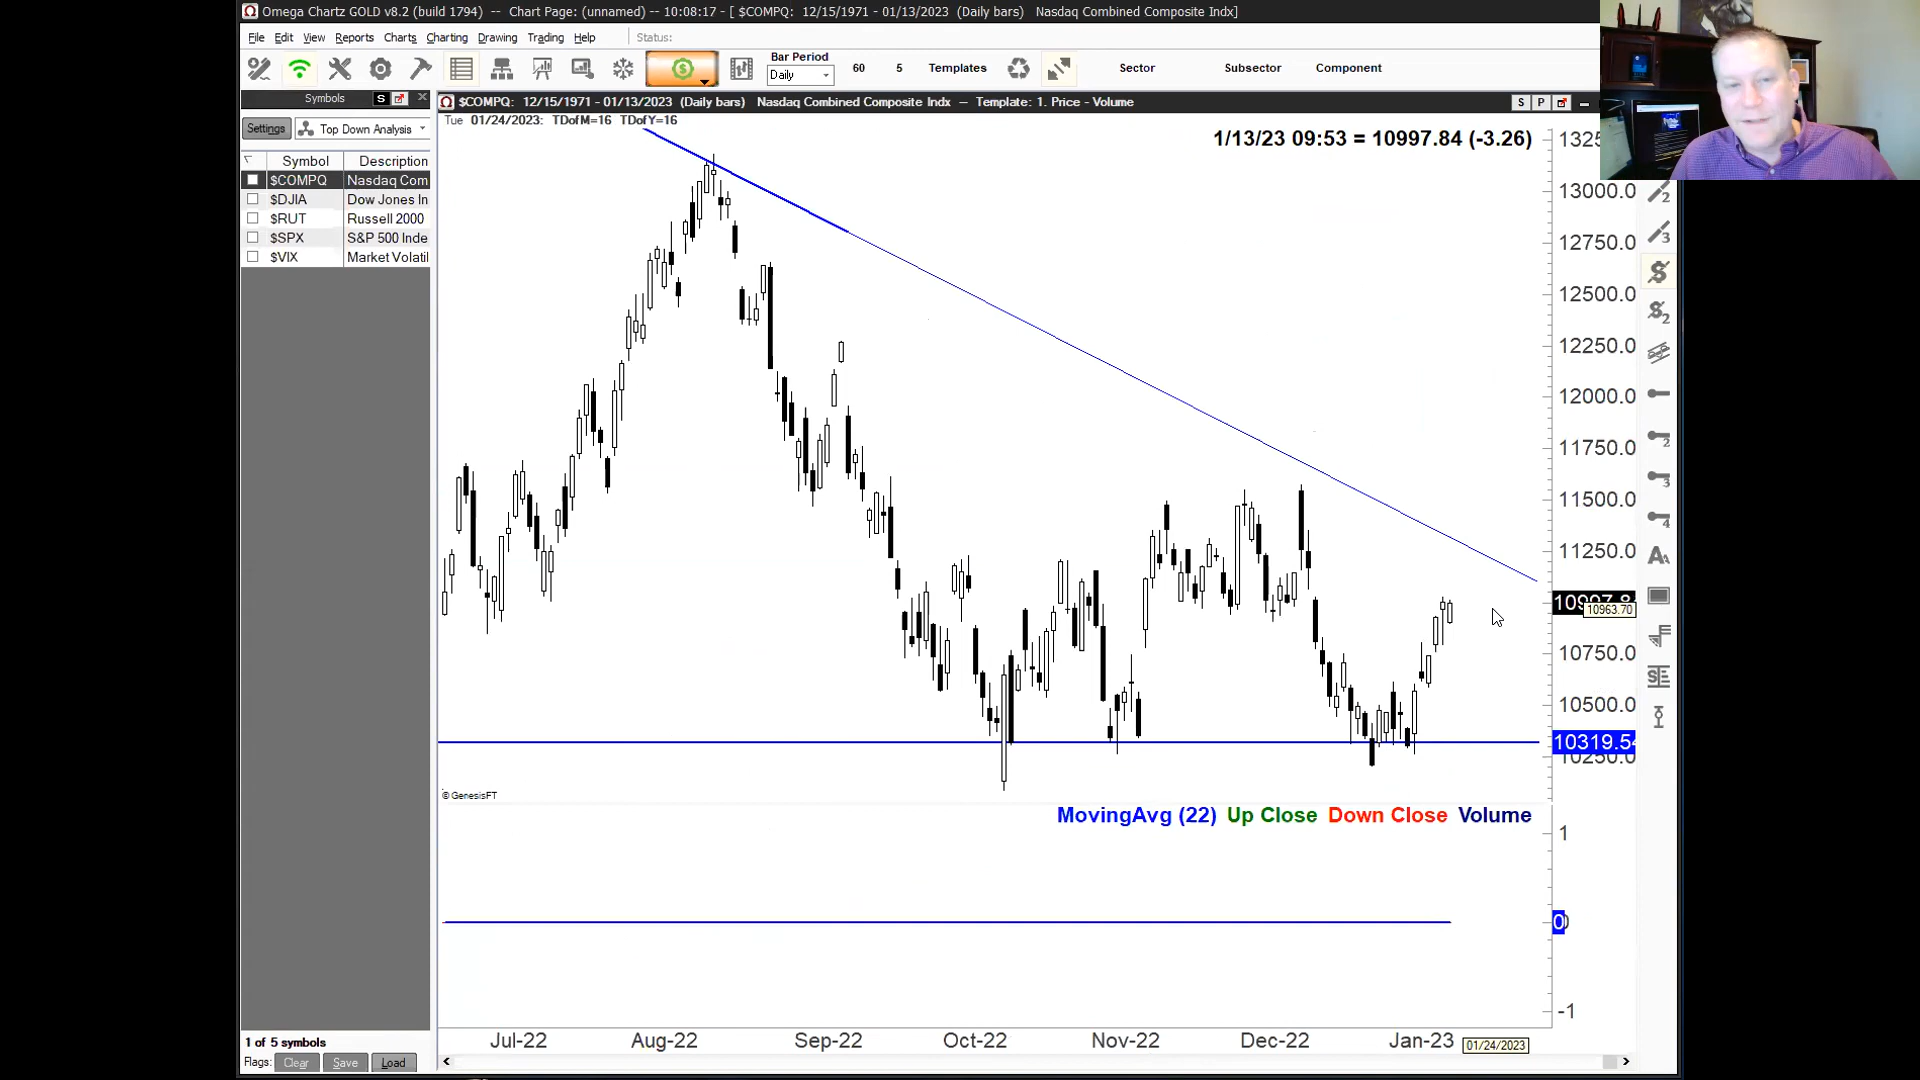 Omega Chartz GOLD v8.2 (build 1794)  --  Chart Page: (unnamed)  --  10:08:17 - [ $COMPQ:  12/15/1971 - 01/13/2023  (Daily bars)   Nasdaq Combined Composite Indx]
File Edit View Reports Charts Charting Drawing Trading Help Status:
Bar Period
Daily 60 5 Templates Sector Subsector Component
Symbols S
$COMPQ:  12/15/1971 - 01/13/2023  (Daily bars)   Nasdaq Combined Composite Indx  —  Template: 1. Price - Volume S P
Settings Top Down Analysis
Tue  01/24/2023:  TDofM=16  TDofY=16
1/13/23 09:53 = 10997.84 (-3.26)
Symbol Description
$COMPQ Nasdaq Com
$DJIA Dow Jones In
$RUT Russell 2000
$SPX S&P 500 Inde
$VIX Market Volatil
13000.0
12750.0
12500.0
12250.0
12000.0
11750.0
11500.0
11250.0
10963.70
10750.0
10500.0
10319.54
10250.0
© GenesisFT
MovingAvg (22) Up Close Down Close Volume
1
0
-1
Jul-22 Aug-22 Sep-22 Oct-22 Nov-22 Dec-22 Jan-23 01/24/2023
1 of 5 symbols
Flags: Clear Save Load